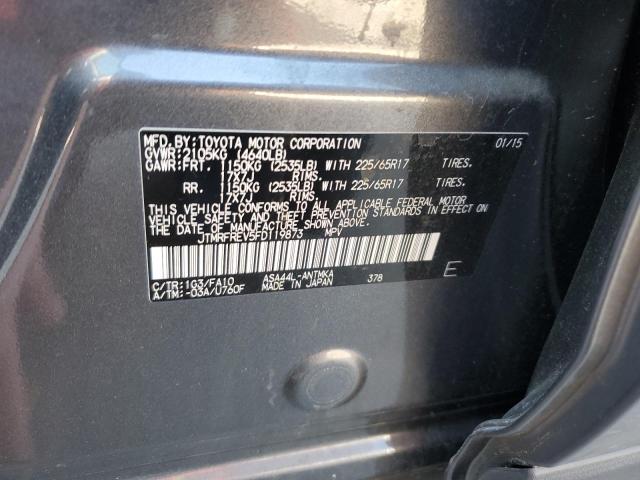 MFD.BY:TOYOTA MOTOR CORPORATION 01/15
GVWR:2105KG (4640LB)
GAWR:FRT. 1150KG (2535LB) WITH 225/65R17 TIRES.
17X7J RIMS.
RR. 1150KG (2535LB) WITH 225/65R17 TIRES.
17X7J RIMS.
THIS VEHICLE CONFORMS TO ALL APPLICABLE FEDERAL MOTOR
VEHICLE SAFETY AND BUMPER STANDARDS IN EFFECT ON
THE DATE OF MANUFACTURE SHOWN ABOVE.
JTMRFREV5FD119873 MPV
C/TR:1G3/FA10 ASA44L-ANTMKA 378 E
A/TM:-03A/U760F MADE IN JAPAN